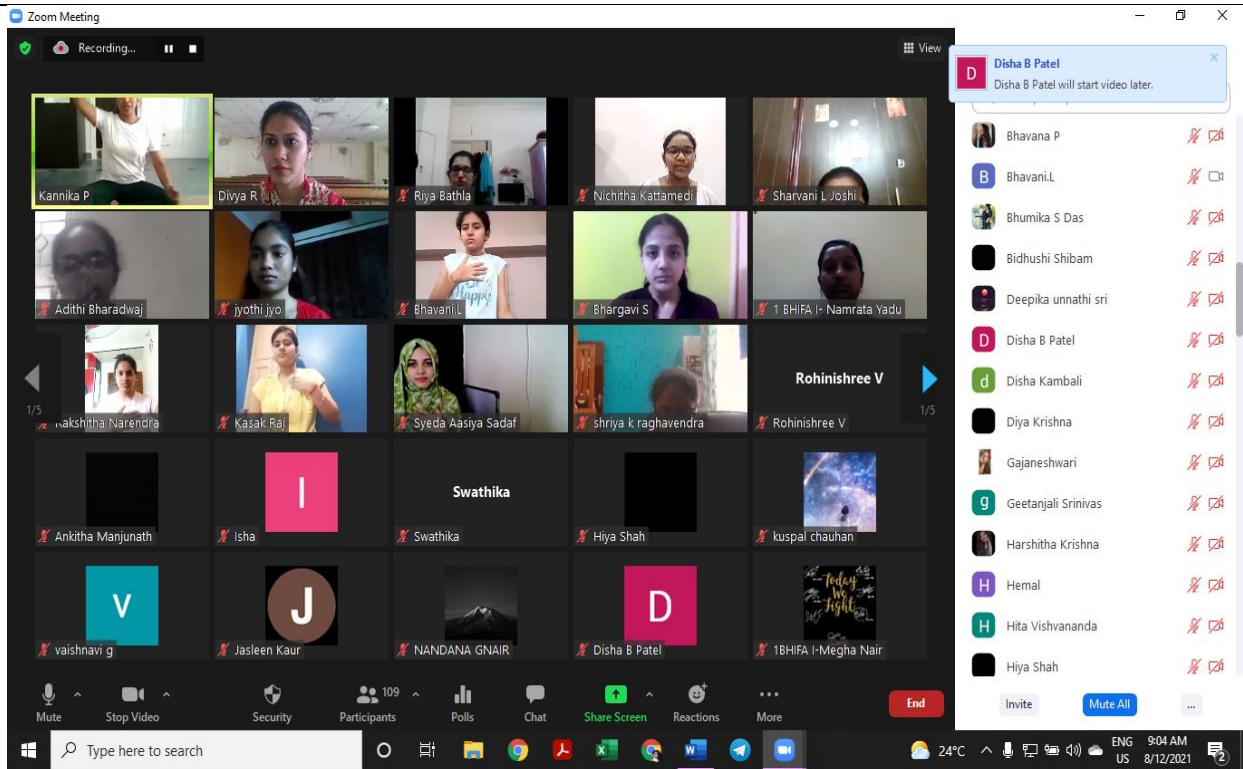 Zoom Meeting
Recording...
View
Disha B Patel
Disha B Patel will start video later.
Kannika P
Divya R
Riya Bathla
Nichitha Kattamedi
Sharvani L Joshi
Adithi Bharadwaj
jyothi jyo
Happy
Bhavani.L
Bhargavi S
1 BHIFA I- Namrata Yadu
1/5
Rakshitha Narendra
Kasak Raj
Syeda Aasiya Sadaf
shriya k raghavendra
Rohinishree V
Rohinishree V
1/5
Ankitha Manjunath
I
Isha
Swathika
Swathika
Hiya Shah
kuspal chauhan
V
vaishnavi g
J
Jasleen Kaur
NANDANA GNAIR
D
Disha B Patel
Today
We
Fight
1BHIFA I-Megha Nair
D
Bhavana P
B
Bhavani.L
Bhumika S Das
Bidhushi Shibam
Deepika unnathi sri
D
Disha B Patel
d
Disha Kambali
Diya Krishna
Gajaneshwari
g
Geetanjali Srinivas
Harshitha Krishna
H
Hemal
H
Hita Vishvananda
Hiya Shah
Mute
Stop Video
Security
109
Participants
Polls
Chat
Share Screen
Reactions
More
End
Invite
Mute All
...
Type here to search
24°C
ENG
US
9:04 AM
8/12/2021
2